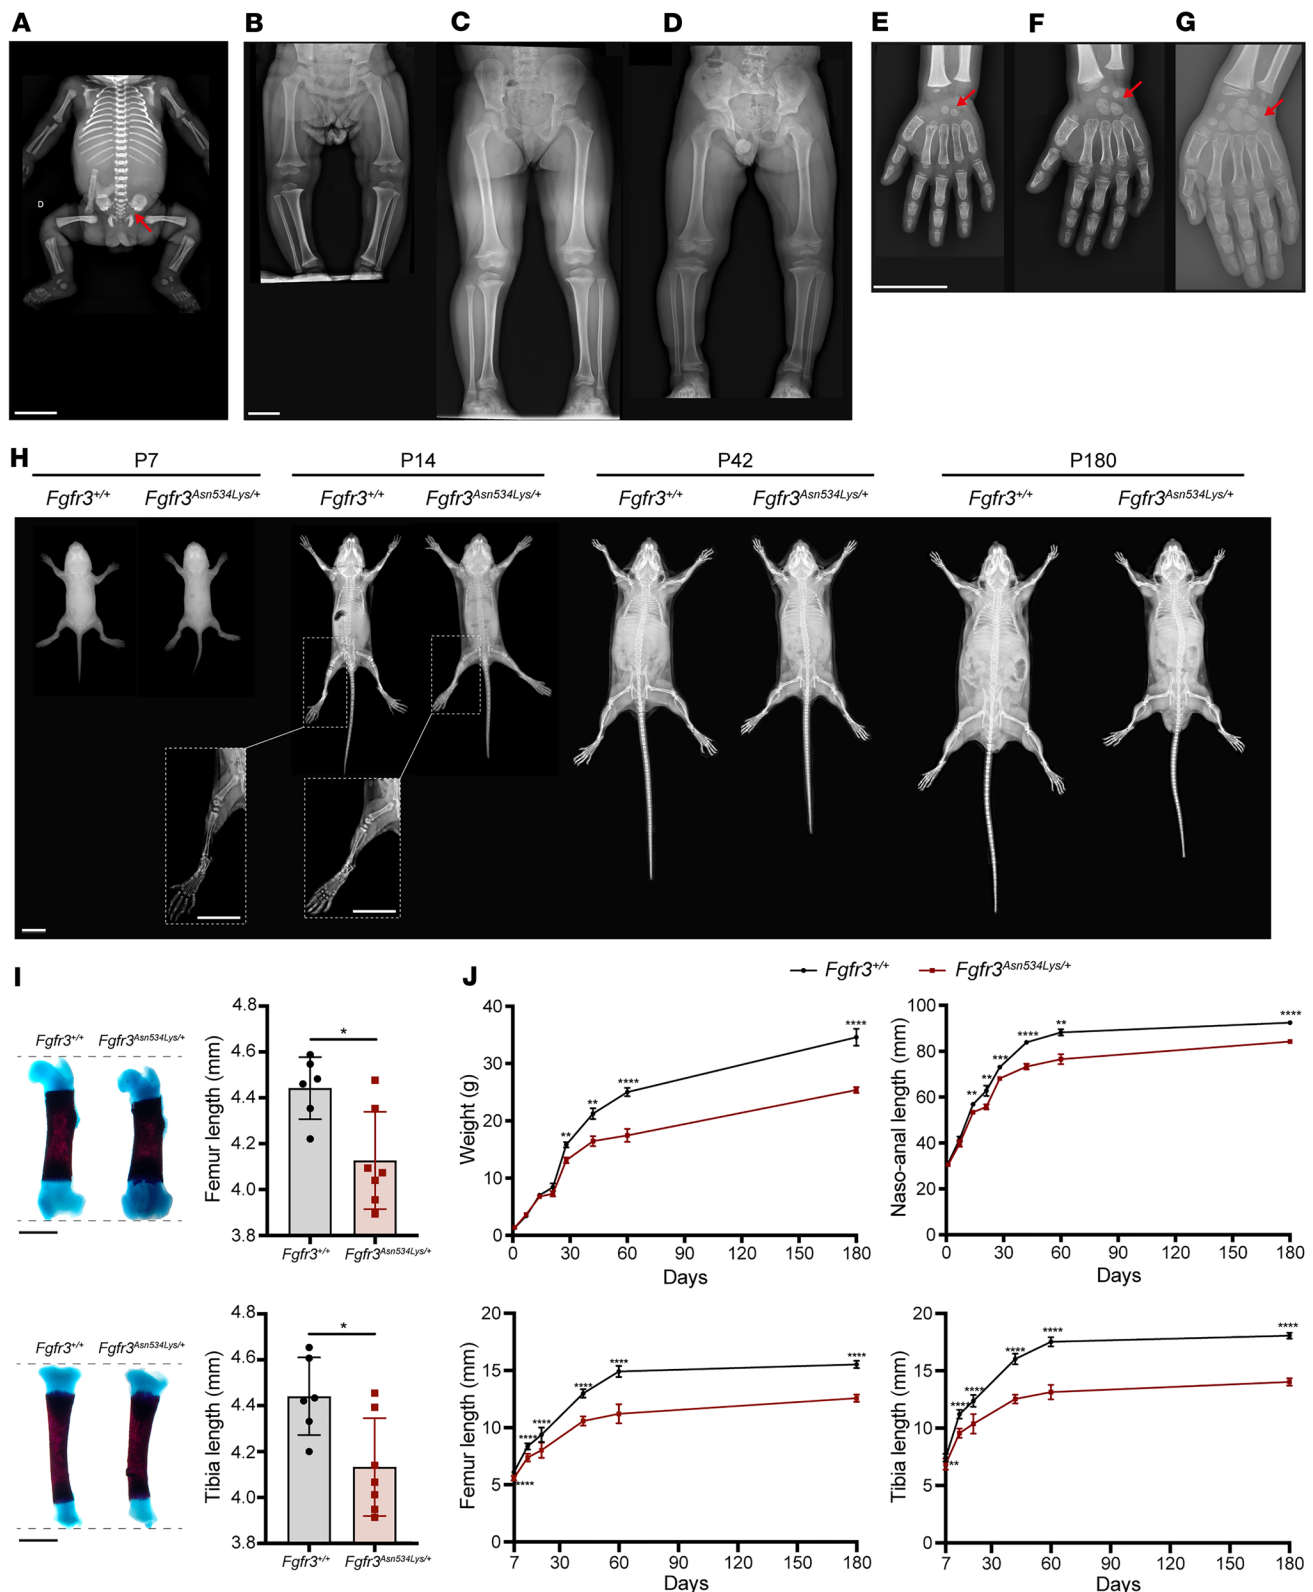 A B C D E F G
D
H P7 P14 P42 P180
Fgfr3+/+ Fgfr3Asn534Lys/+ Fgfr3+/+ Fgfr3Asn534Lys/+ Fgfr3+/+ Fgfr3Asn534Lys/+ Fgfr3+/+ Fgfr3Asn534Lys/+
I
Fgfr3+/+ Fgfr3Asn534Lys/+
Femur length (mm)
4.8
4.6
4.4
4.2
4.0
3.8
*
Fgfr3+/+ Fgfr3Asn534Lys/+
Fgfr3+/+ Fgfr3Asn534Lys/+
Tibia length (mm)
4.8
4.6
4.4
4.2
4.0
3.8
*
Fgfr3+/+ Fgfr3Asn534Lys/+
J
Fgfr3+/+ Fgfr3Asn534Lys/+
Weight (g)
40
30
20
10
0
** ** **** ****
0 30 60 90 120 150 180
Days
Naso-anal length (mm)
100
80
60
40
20
0
** ** *** **** ** ****
0 30 60 90 120 150 180
Days
Femur length (mm)
20
15
10
5
0
**** **** **** **** **** ****
7 30 60 90 120 150 180
Days
Tibia length (mm)
20
15
10
5
0
** **** **** **** **** ****
7 30 60 90 120 150 180
Days